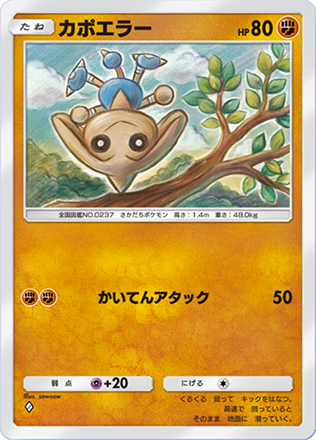 たね カポエラー HP 80
全国図鑑NO.0237 さかだちポケモン 高さ:1.4m 重さ:48.0kg
かいてんアタック 50
弱点 +20 にげる
Illus. sowsow
くるくる 回って キックをはなつ。
高速で 回っていると
そのまま 地面に 潜っていく。